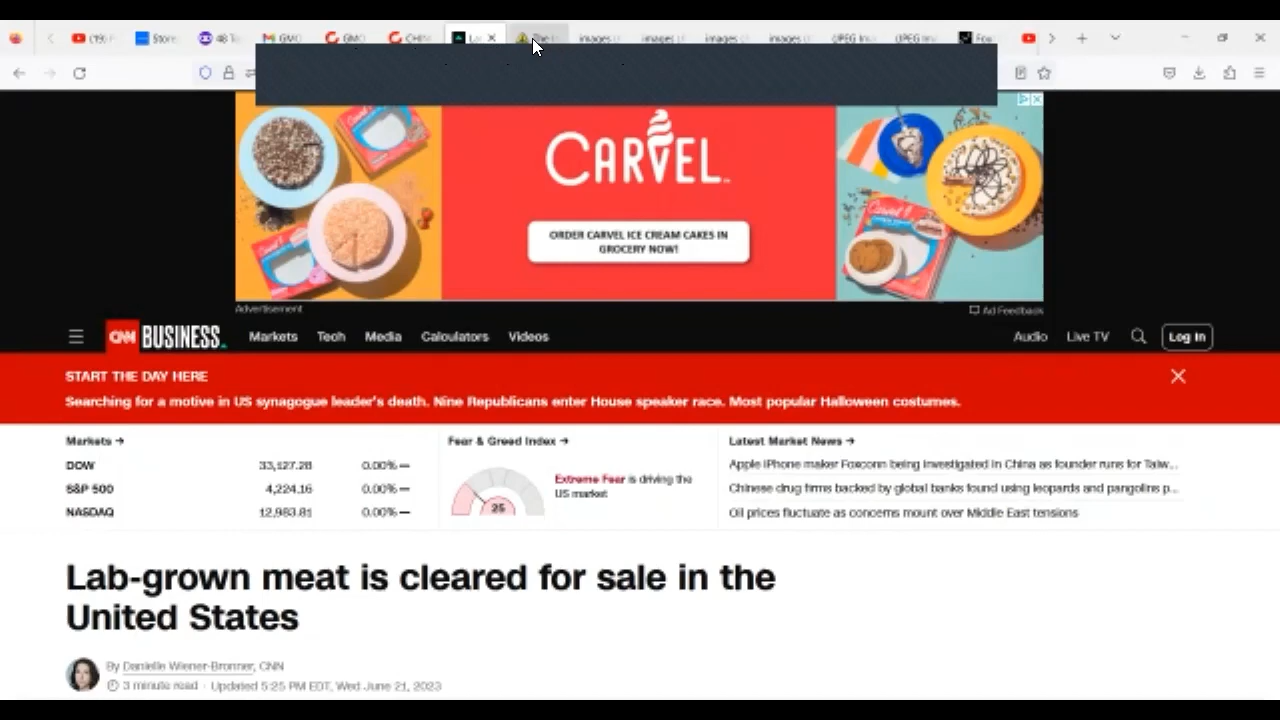 Store
GMO
GMO
images
images
images
images
CARVEL
ORDER CARVEL ICE CREAM CAKES IN
GROCERY NOW!
Advertisement
Ad Feedback
CNN BUSINESS
Markets
Tech
Media
Calculators
Videos
Audio
Live TV
Log In
START THE DAY HERE
Searching for a motive in US synagogue leader's death. Nine Republicans enter House speaker race. Most popular Halloween costumes.
Markets →
DOW 33,127.28 0.00% —
S&P 500 4,224.16 0.00% —
NASDAQ 12,983.81 0.00% —
Fear & Greed Index →
25
Extreme Fear is driving the
US market
Latest Market News →
Apple iPhone maker Foxconn being investigated in China as founder runs for Taiw...
Chinese drug firms backed by global banks found using leopards and pangolins p...
Oil prices fluctuate as concerns mount over Middle East tensions
Lab-grown meat is cleared for sale in the
United States
By Danielle Wiener-Bronner, CNN
3 minute read · Updated 5:25 PM EDT, Wed June 21, 2023